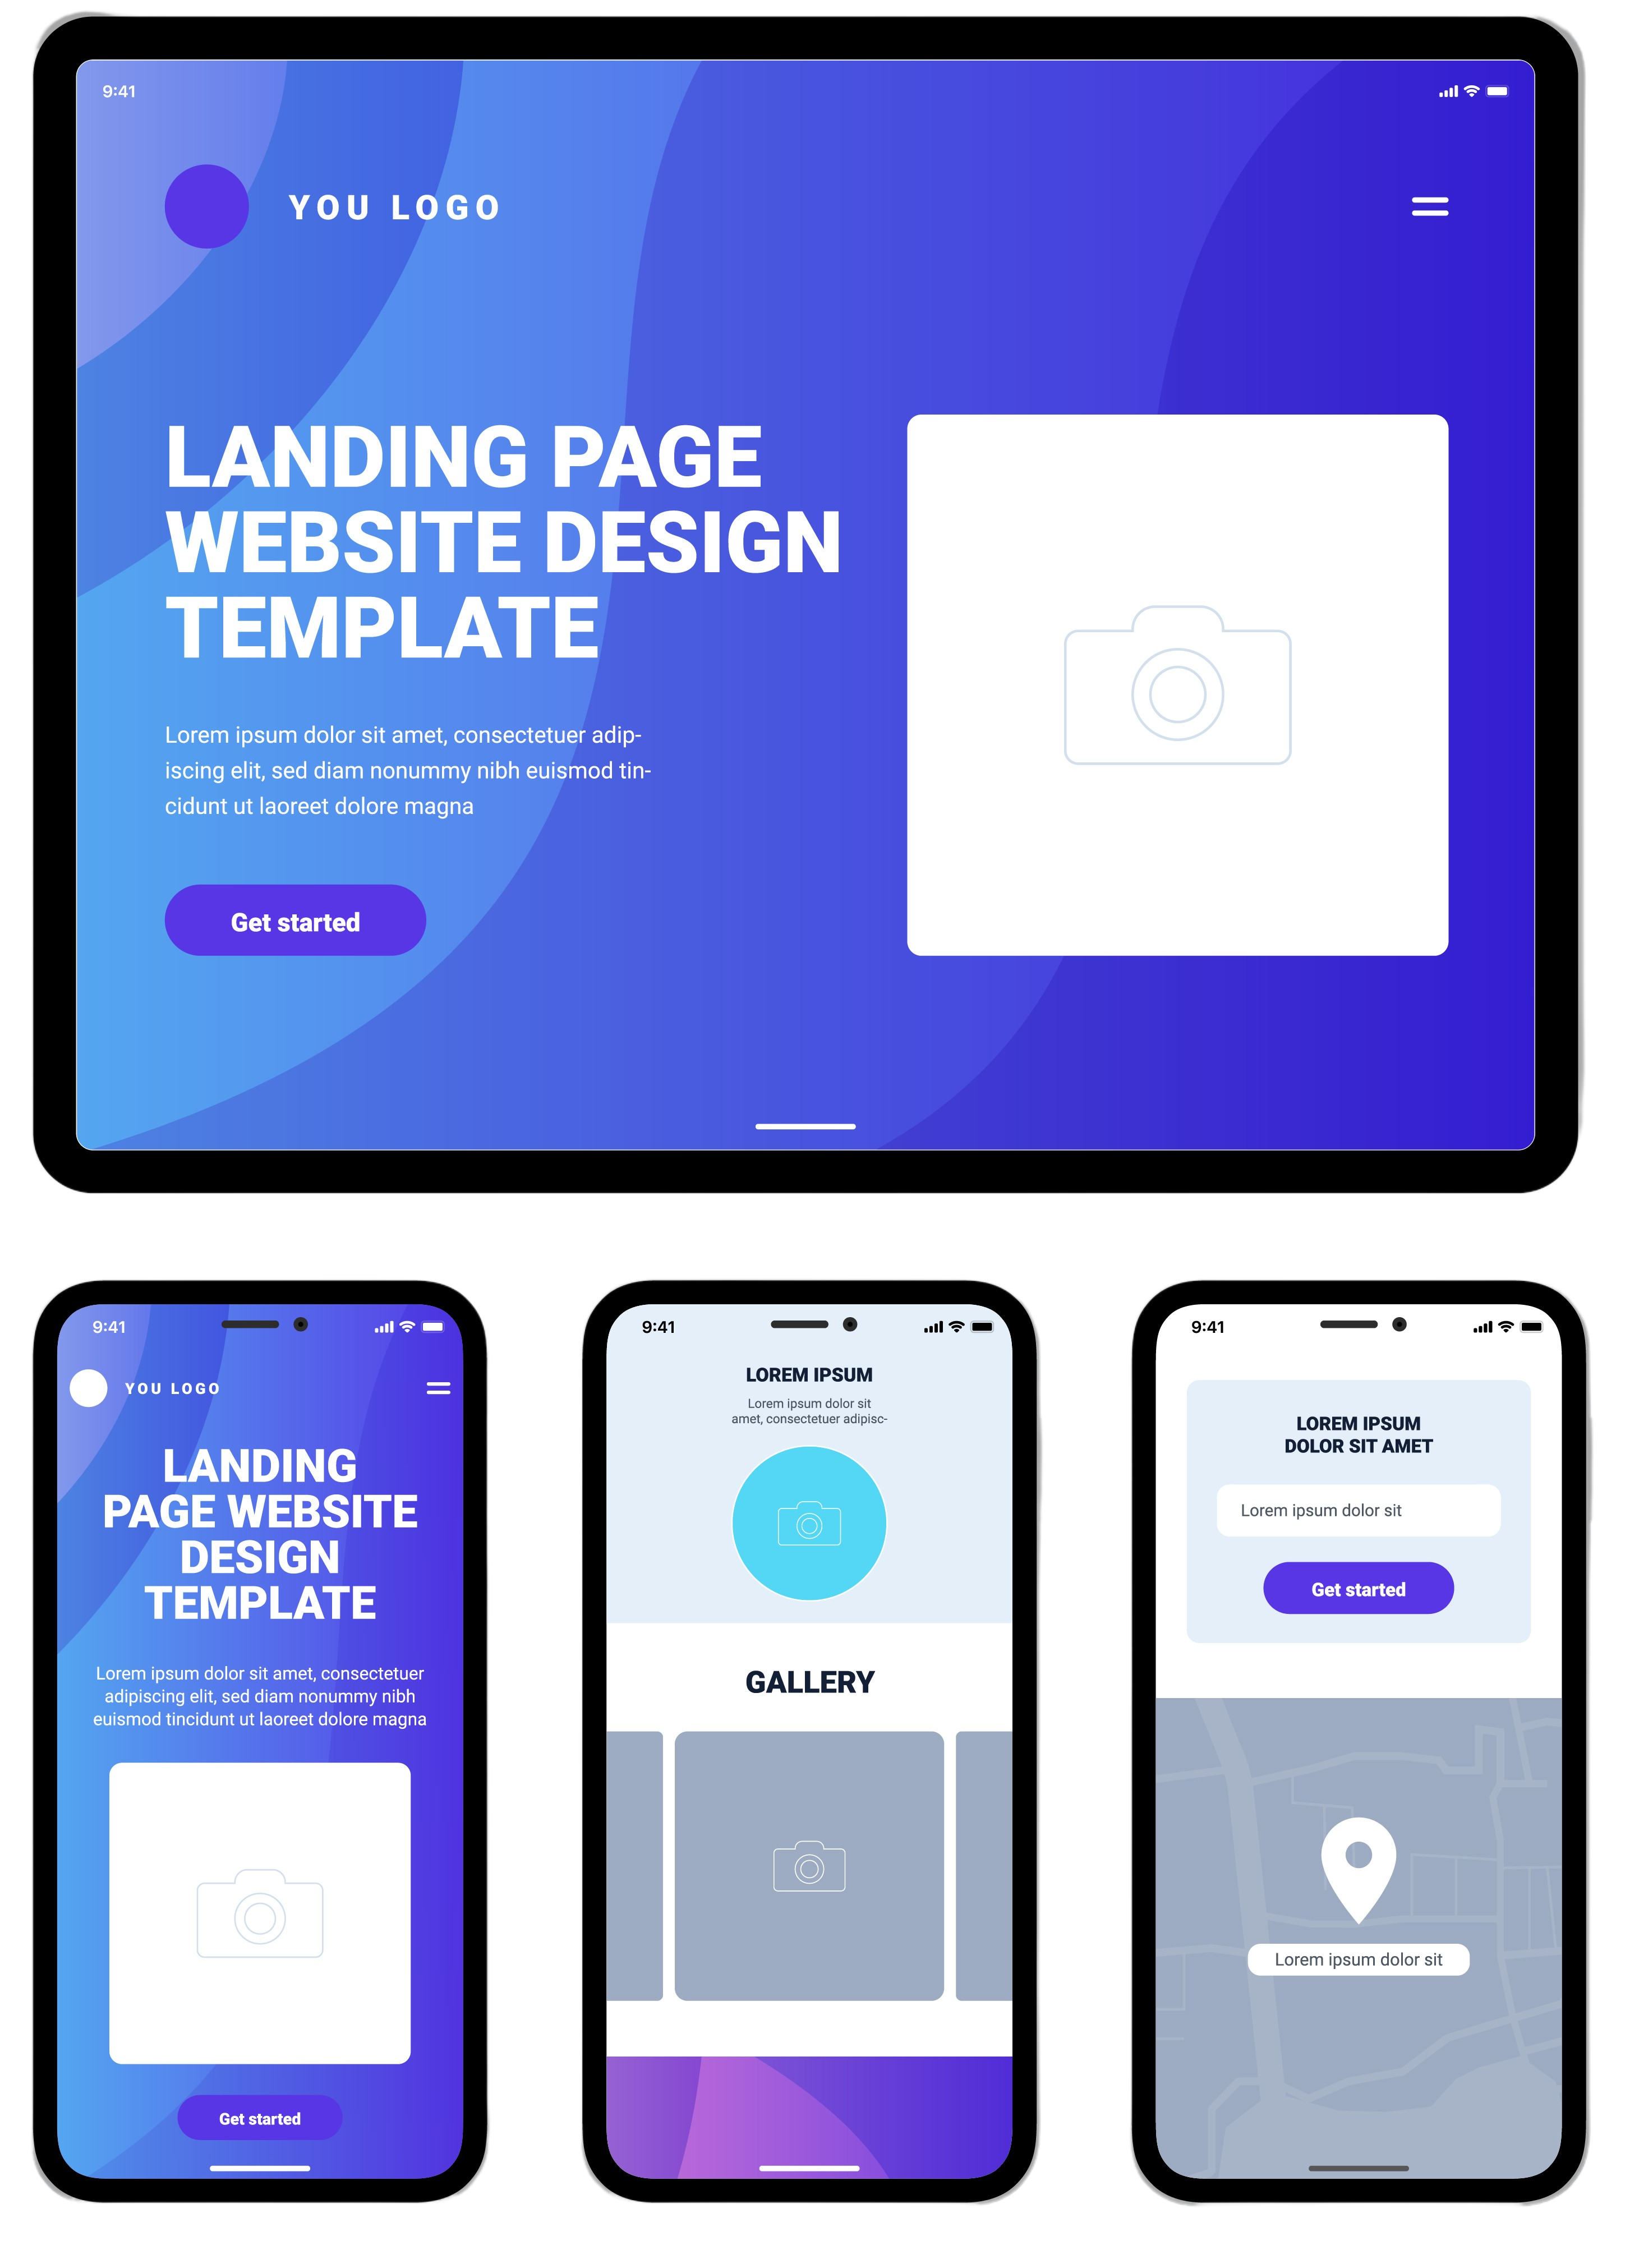 9:41
YOU LOGO
LANDING PAGE
WEBSITE DESIGN
TEMPLATE
Lorem ipsum dolor sit amet, consectetuer adip-
iscing elit, sed diam nonummy nibh euismod tin-
cidunt ut laoreet dolore magna
Get started
9:41
YOU LOGO
LANDING
PAGE WEBSITE
DESIGN
TEMPLATE
Lorem ipsum dolor sit amet, consectetuer
adipiscing elit, sed diam nonummy nibh
euismod tincidunt ut laoreet dolore magna
Get started
9:41
LOREM IPSUM
Lorem ipsum dolor sit
amet, consectetuer adipisc-
GALLERY
9:41
LOREM IPSUM
DOLOR SIT AMET
Lorem ipsum dolor sit
Get started
Lorem ipsum dolor sit